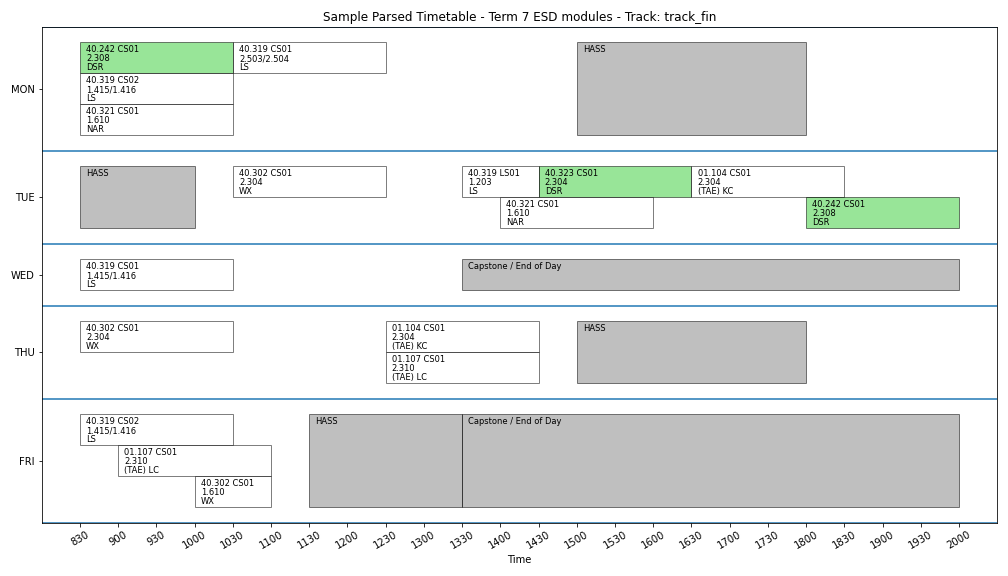 Sample Parsed Timetable - Term 7 ESD modules - Track: track_fin
MON
40.242 CS01
2.308
DSR
40.319 CS01
2.503/2.504
LS
HASS
40.319 CS02
1.415/1.416
LS
40.321 CS01
1.610
NAR
TUE
HASS
40.302 CS01
2.304
WX
40.319 LS01
1.203
LS
40.323 CS01
2.304
DSR
01.104 CS01
2.304
(TAE) KC
40.321 CS01
1.610
NAR
40.242 CS01
2.308
DSR
WED
40.319 CS01
1.415/1.416
LS
Capstone / End of Day
THU
40.302 CS01
2.304
WX
01.104 CS01
2.304
(TAE) KC
HASS
01.107 CS01
2.310
(TAE) LC
FRI
40.319 CS02
1.415/1.416
LS
HASS
Capstone / End of Day
01.107 CS01
2.310
(TAE) LC
40.302 CS01
1.610
WX
830 900 930 1000 1030 1100 1130 1200 1230 1330 1400 1430 1500 1600 1630 1700 1730 1800 1830 1900 1930 2000
Time